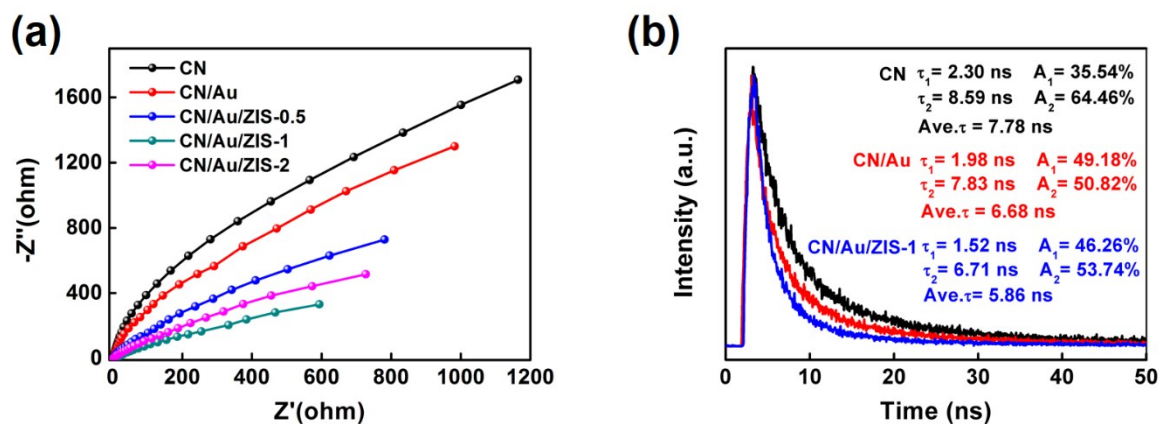 (a)
-Z''(ohm)
1600
1200
800
400
0
CN
CN/Au
CN/Au/ZIS-0.5
CN/Au/ZIS-1
CN/Au/ZIS-2
0 200 400 600 800 1000 1200
Z'(ohm)
(b)
Intensity (a.u.)
CN τ1= 2.30 ns A1= 35.54%
τ2= 8.59 ns A2= 64.46%
Ave.τ = 7.78 ns
CN/Au τ1= 1.98 ns A1= 49.18%
τ2= 7.83 ns A2= 50.82%
Ave.τ = 6.68 ns
CN/Au/ZIS-1 τ1= 1.52 ns A1= 46.26%
τ2= 6.71 ns A2= 53.74%
Ave.τ = 5.86 ns
0 10 20 30 40 50
Time (ns)